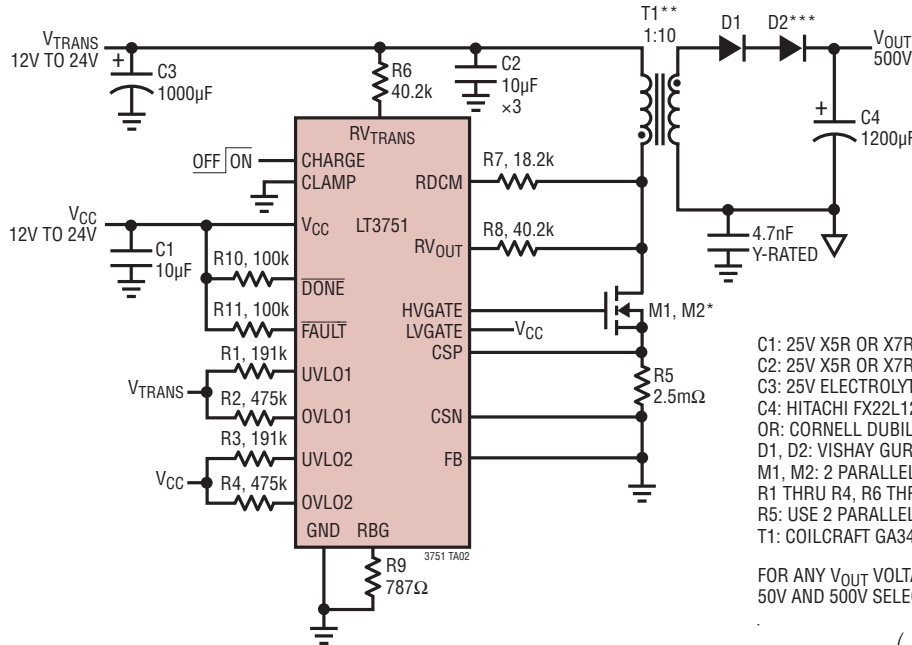 T1**
1:10
D1
D2***
VTRANS
12V TO 24V
+
C3
1000µF
R6
40.2k
C2
10µF
×3
VOUT
500V
+
C4
1200µF
RVTRANS
OFF ON
CHARGE
CLAMP
RDCM
R7, 18.2k
VCC
12V TO 24V
VCC
LT3751
C1
10µF
RVOUT
R8, 40.2k
4.7nF
Y-RATED
R10, 100k
DONE
R11, 100k
FAULT
HVGATE
M1, M2*
LVGATE
VCC
CSP
R1, 191k
UVLO1
VTRANS
R2, 475k
OVLO1
R5
2.5mΩ
CSN
R3, 191k
UVLO2
FB
VCC
R4, 475k
OVLO2
GND
RBG
3751 TA02
R9
787Ω
C1: 25V X5R OR X7R
C2: 25V X5R OR X7R
C3: 25V ELECTROLYT
C4: HITACHI FX22L12
OR: CORNELL DUBIL
D1, D2: VISHAY GUR
M1, M2: 2 PARALLEL
R1 THRU R4, R6 THR
R5: USE 2 PARALLEL
T1: COILCRAFT GA34
FOR ANY VOUT VOLTA
50V AND 500V SELEC